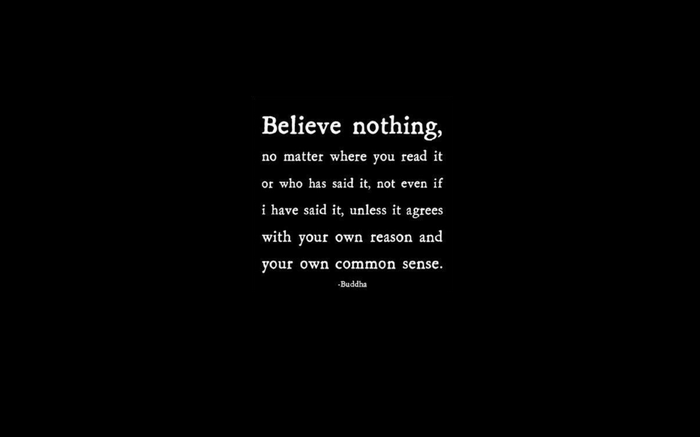 Believe nothing,
no matter where you read it
or who has said it, not even if
i have said it, unless it agrees
with your own reason and
your own common sense.
-Buddha